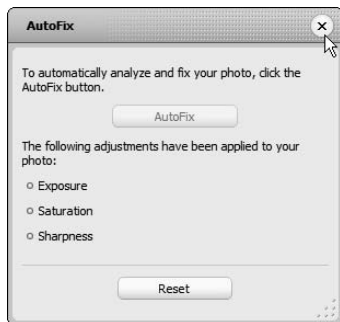 AutoFix
To automatically analyze and fix your photo, click the
AutoFix button.
AutoFix
The following adjustments have been applied to your
photo:
Exposure
Saturation
Sharpness
Reset